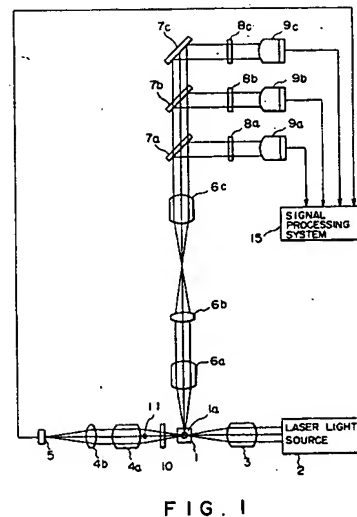 7c
8c
9c
7b
8b
9b
7a
8a
9a
6c
SIGNAL
PROCESSING
SYSTEM
15
6b
6a
11
1a
LASER LIGHT
SOURCE
5
4b
4a
10
1
3
2
FIG. 1